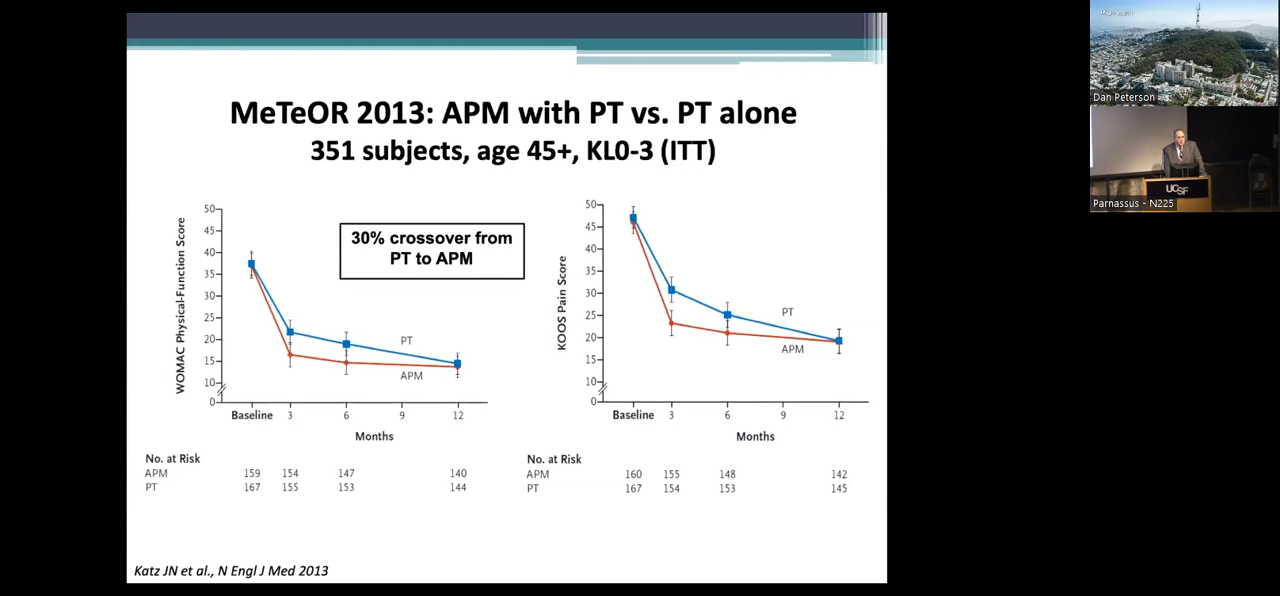 MeTeOR 2013: APM with PT vs. PT alone
351 subjects, age 45+, KL0-3 (ITT)
WOMAC Physical-Function Score
50
45
40
35
30
25
20
15
10
0
30% crossover from
PT to APM
PT
APM
Baseline 3 6 9 12
Months
No. at Risk
APM 159 154 147 140
PT 167 155 153 144
KOOS Pain Score
50
45
40
35
30
25
20
15
10
0
PT
APM
Baseline 3 6 9 12
Months
No. at Risk
APM 160 155 148 142
PT 167 154 153 145
Katz JN et al., N Engl J Med 2013
Dan Peterson
UCSF
Parnassus - N225